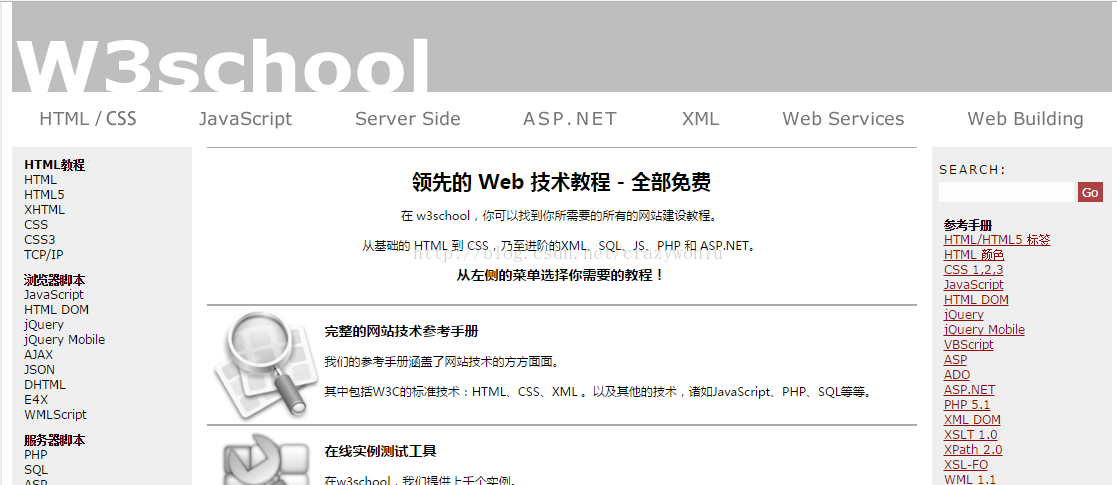 W3school
HTML / CSS JavaScript Server Side ASP.NET XML Web Services Web Building
HTML教程
HTML
HTML5
XHTML
CSS
CSS3
TCP/IP
浏览器脚本
JavaScript
HTML DOM
jQuery
jQuery Mobile
AJAX
JSON
DHTML
E4X
WMLScript
服务器脚本
PHP
SQL
ASP
领先的 Web 技术教程 - 全部免费
在 w3school，你可以找到你所需要的所有的网站建设教程。
从基础的 HTML 到 CSS，乃至进阶的XML、SQL、JS、PHP 和 ASP.NET。
http://blog.csdn.net/crazywoniu
从左侧的菜单选择你需要的教程！
完整的网站技术参考手册
我们的参考手册涵盖了网站技术的方方面面。
其中包括W3C的标准技术：HTML、CSS、XML 。以及其他的技术，诸如JavaScript、PHP、SQL等等。
在线实例测试工具
在w3school，我们提供上千个实例。
SEARCH:
Go
参考手册
HTML/HTML5 标签
HTML 颜色
CSS 1,2,3
JavaScript
HTML DOM
jQuery
jQuery Mobile
VBScript
ASP
ADO
ASP.NET
PHP 5.1
XML DOM
XSLT 1.0
XPath 2.0
XSL-FO
WML 1.1